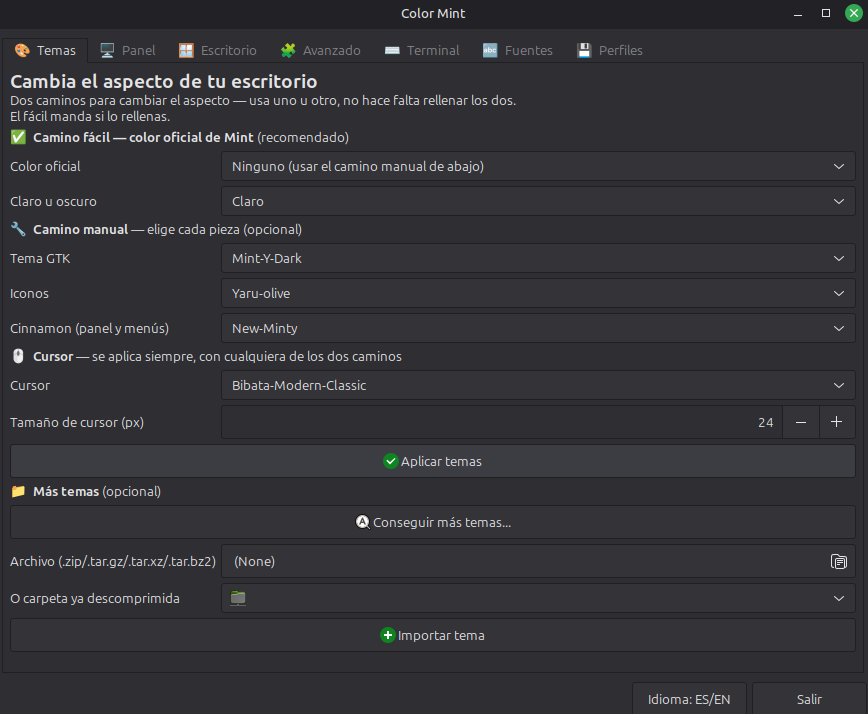 Color Mint
Temas Panel Escritorio Avanzado Terminal Fuentes Perfiles
Cambia el aspecto de tu escritorio
Dos caminos para cambiar el aspecto — usa uno u otro, no hace falta rellenar los dos.
El fácil manda si lo rellenas.
Camino fácil — color oficial de Mint (recomendado)
Color oficial Ninguno (usar el camino manual de abajo)
Claro u oscuro Claro
Camino manual — elige cada pieza (opcional)
Tema GTK Mint-Y-Dark
Iconos Yaru-olive
Cinnamon (panel y menús) New-Minty
Cursor — se aplica siempre, con cualquiera de los dos caminos
Cursor Bibata-Modern-Classic
Tamaño de cursor (px) 24
Aplicar temas
Más temas (opcional)
Conseguir más temas...
Archivo (.zip/.tar.gz/.tar.xz/.tar.bz2) (None)
O carpeta ya descomprimida
Importar tema
Idioma: ES/EN Salir